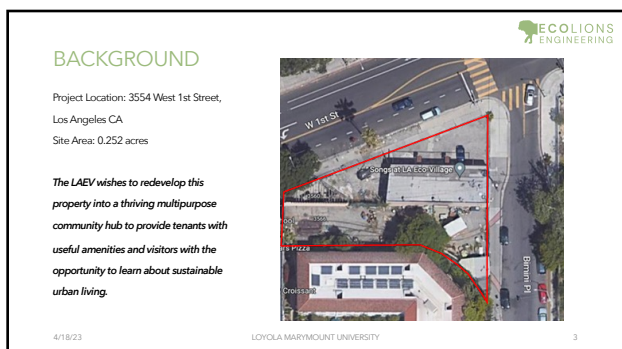 ECOLIONS
ENGINEERING
BACKGROUND
Project Location: 3554 West 1st Street,
Los Angeles CA
Site Area: 0.252 acres
The LAEV wishes to redevelop this
property into a thriving multipurpose
community hub to provide tenants with
useful amenities and visitors with the
opportunity to learn about sustainable
urban living.
W 1st St
Songs at LA Eco-Village
ers Pizza
Croissant
Bimini Pl
4/18/23
LOYOLA MARYMOUNT UNIVERSITY
3